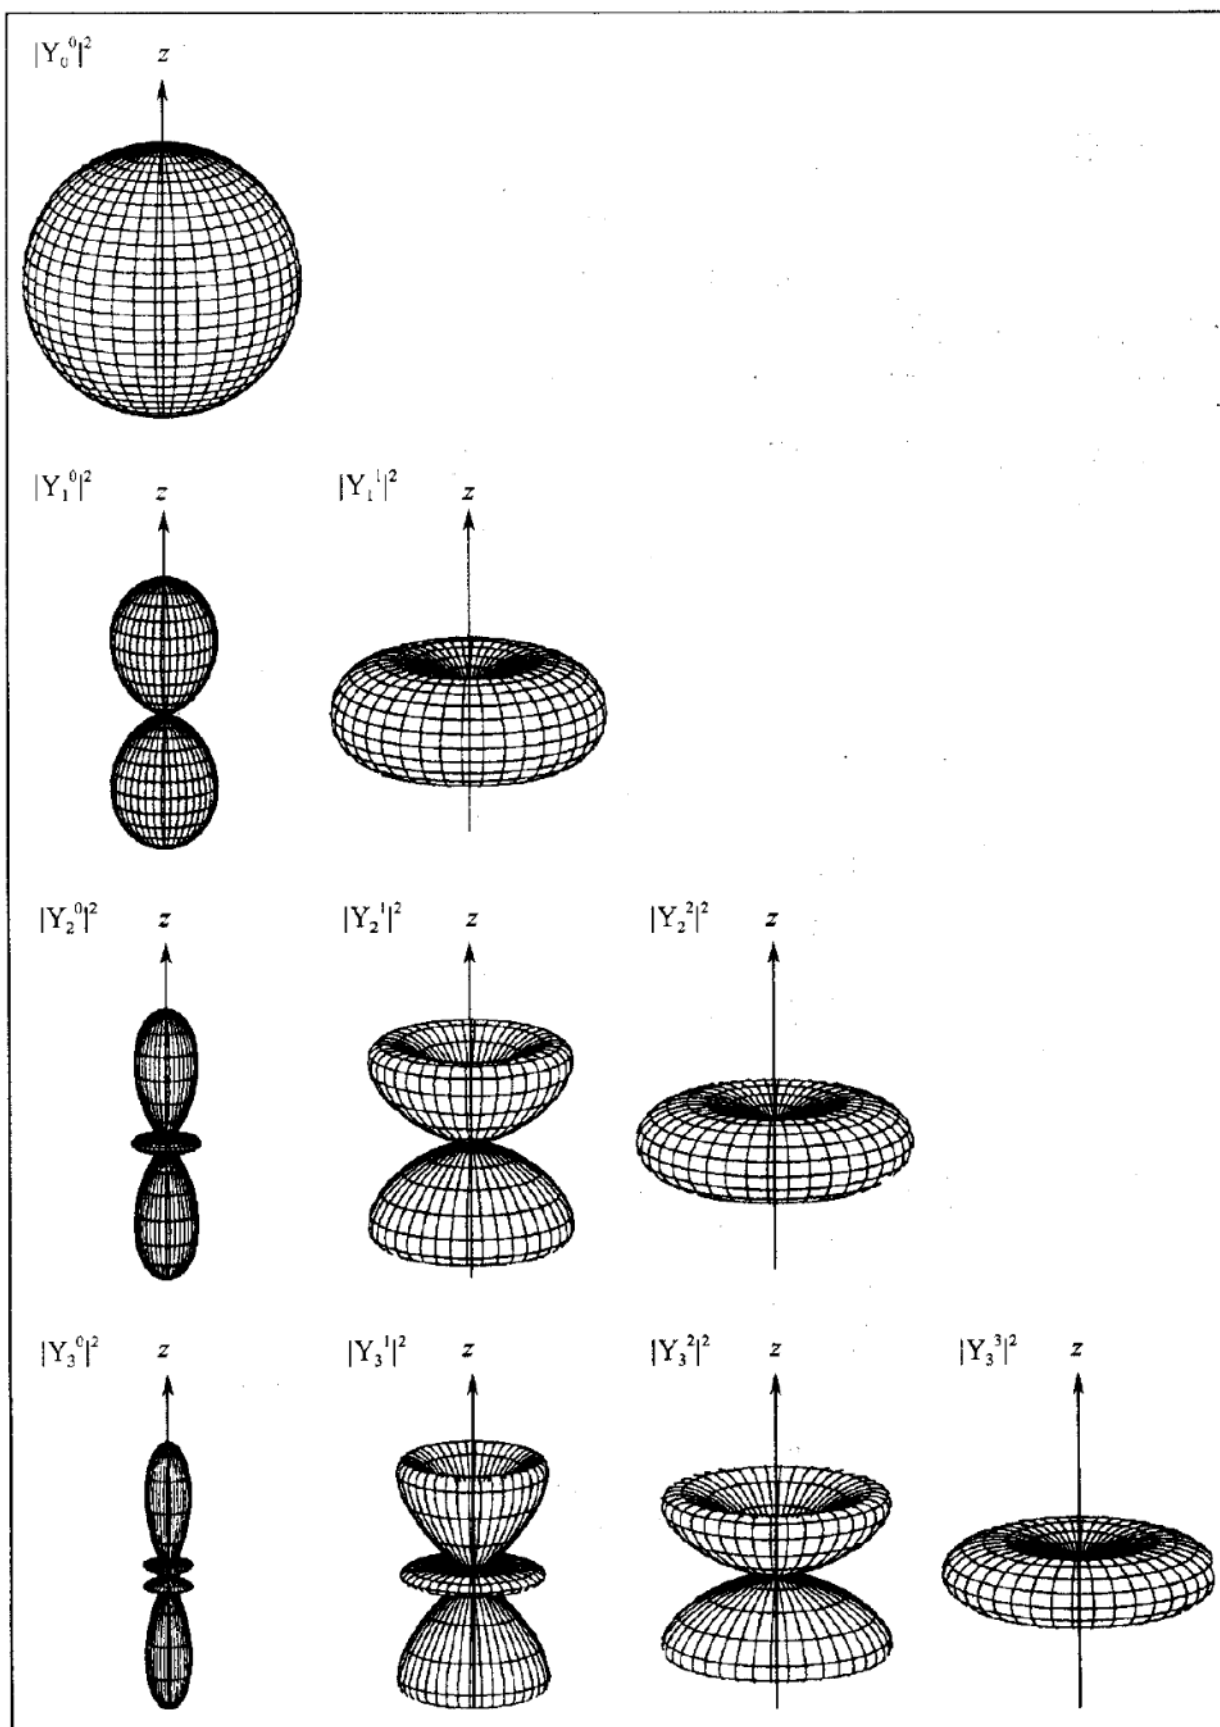 |Y₀⁰|² z
|Y₁⁰|² z |Y₁¹|² z
|Y₂⁰|² z |Y₂¹|² z |Y₂²|² z
|Y₃⁰|² z |Y₃¹|² z |Y₃²|² z |Y₃³|² z